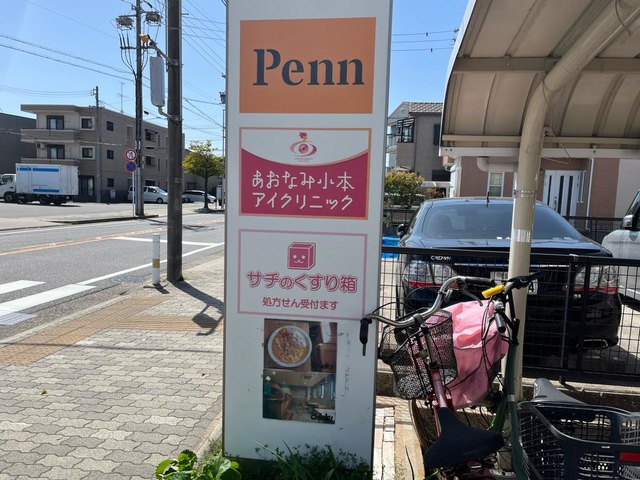 Penn
あおなみ小本
アイクリニック
サチのくすり箱
処方せん受付ます